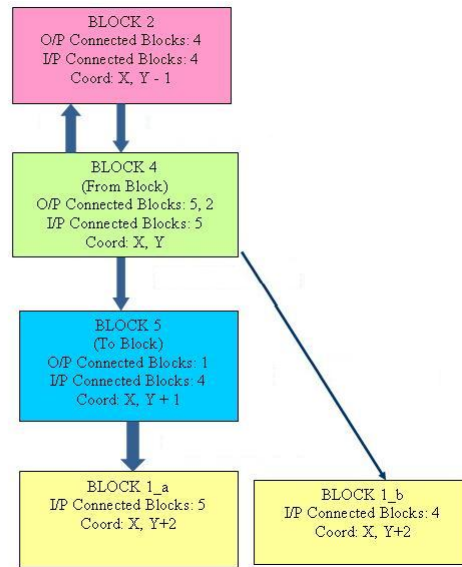 BLOCK 2
O/P Connected Blocks: 4
I/P Connected Blocks: 4
Coord: X, Y - 1
BLOCK 4
(From Block)
O/P Connected Blocks: 5, 2
I/P Connected Blocks: 5
Coord: X, Y
BLOCK 5
(To Block)
O/P Connected Blocks: 1
I/P Connected Blocks: 4
Coord: X, Y + 1
BLOCK 1_a
I/P Connected Blocks: 5
Coord: X, Y+2
BLOCK 1_b
I/P Connected Blocks: 4
Coord: X, Y+2